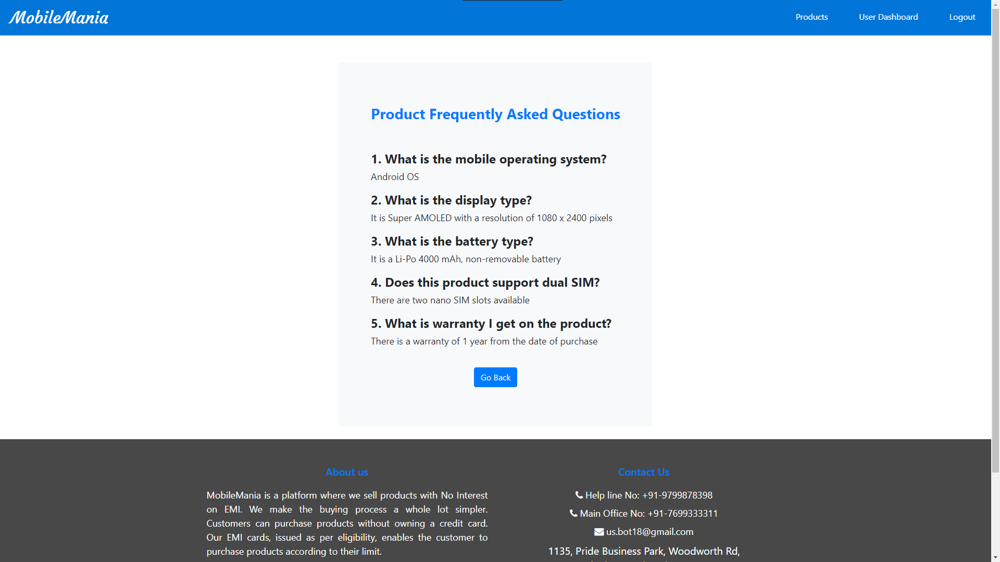 MobileMania
Products
User Dashboard
Logout
Product Frequently Asked Questions
1. What is the mobile operating system?
Android OS
2. What is the display type?
It is Super AMOLED with a resolution of 1080 x 2400 pixels
3. What is the battery type?
It is a Li-Po 4000 mAh, non-removable battery
4. Does this product support dual SIM?
There are two nano SIM slots available
5. What is warranty I get on the product?
There is a warranty of 1 year from the date of purchase
Go Back
About us
MobileMania is a platform where we sell products with No Interest
on EMI. We make the buying process a whole lot simpler.
Customers can purchase products without owning a credit card.
Our EMI cards, issued as per eligibility, enables the customer to
purchase products according to their limit.
Contact Us
Help line No: +91-9799878398
Main Office No: +91-7699333311
us.bot18@gmail.com
1135, Pride Business Park, Woodworth Rd,